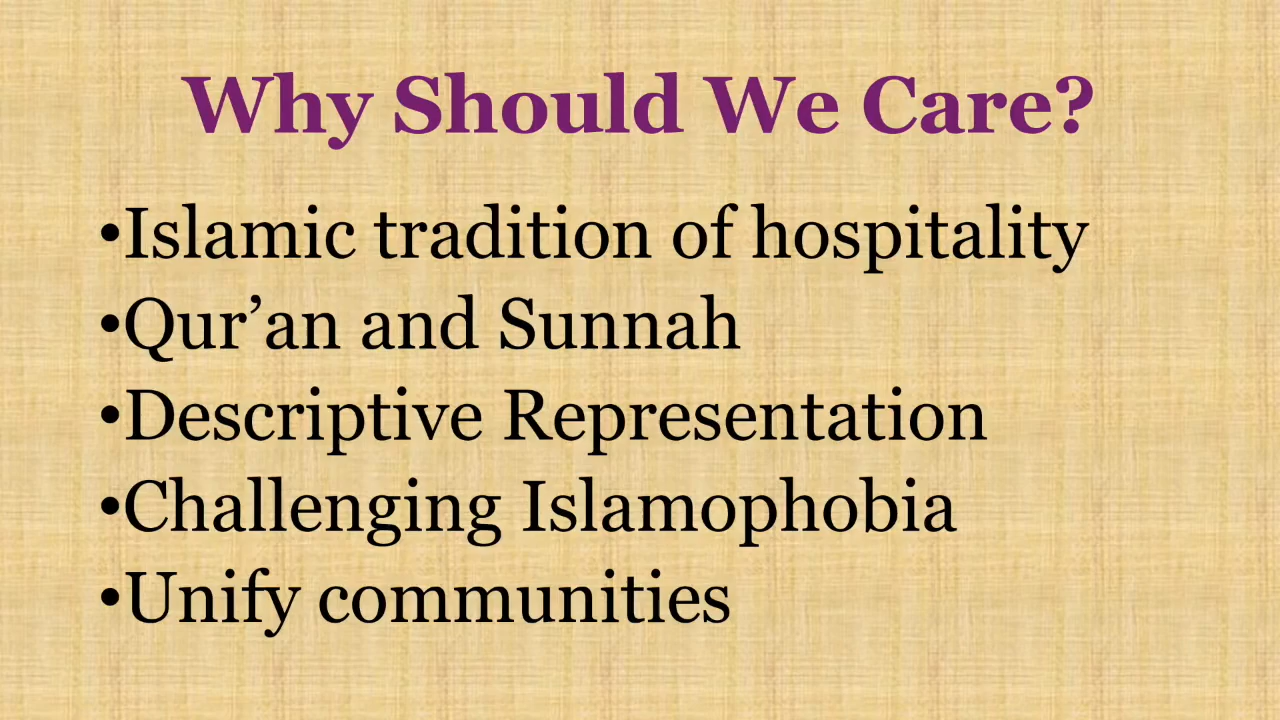 Why Should We Care?
•Islamic tradition of hospitality
•Qur’an and Sunnah
•Descriptive Representation
•Challenging Islamophobia
•Unify communities